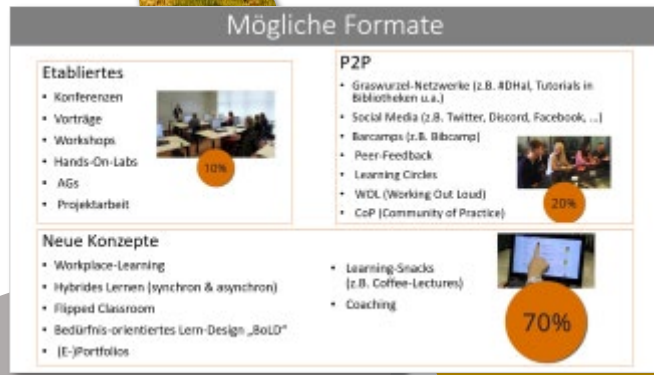 Mögliche Formate
Etabliertes
• Konferenzen
• Vorträge
• Workshops
• Hands-On-Labs
• AGs
• Projektarbeit
10%
P2P
• Graswurzel-Netzwerke (z.B. #DHal, Tutorials in
Bibliotheken u.a.)
• Social Media (z.B. Twitter, Discord, Facebook, ...)
• Barcamps (z.B. Bibcamp)
• Peer-Feedback
• Learning Circles
• WOL (Working Out Loud)
• CoP (Community of Practice)
20%
Neue Konzepte
• Workplace-Learning
• Hybrides Lernen (synchron & asynchron)
• Flipped Classroom
• Bedürfnis-orientiertes Lern-Design „BoLD“
• (E-)Portfolios
• Learning-Snacks
(z.B. Coffee-Lectures)
• Coaching
70%